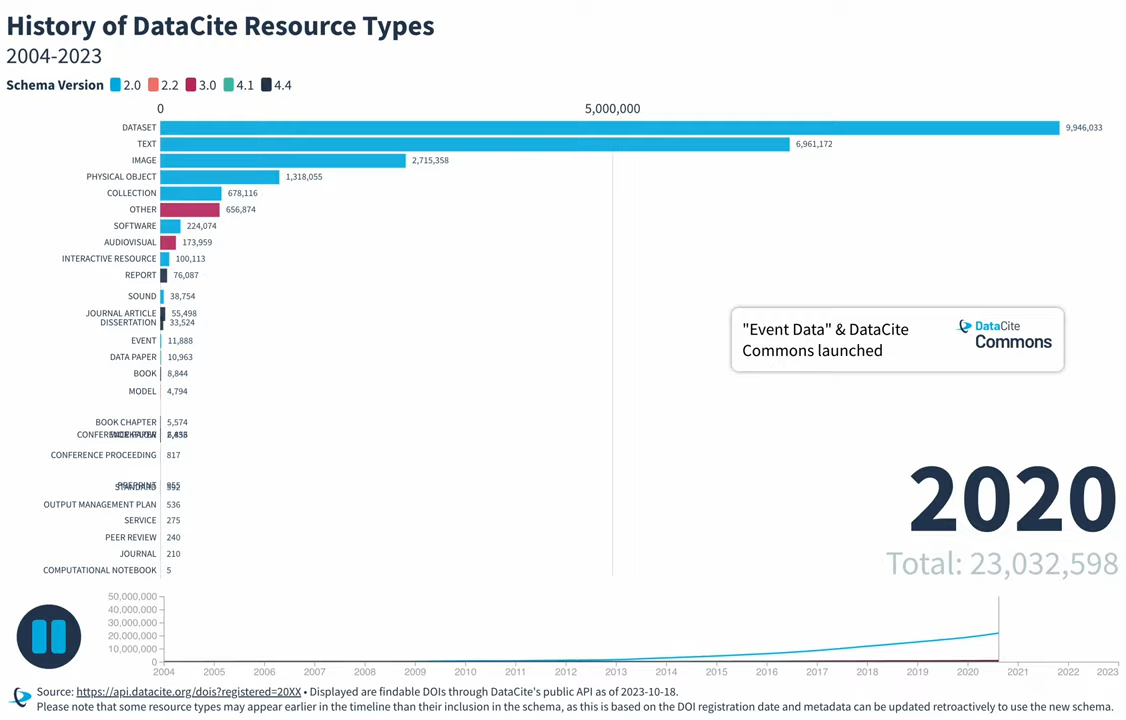 History of DataCite Resource Types
2004-2023
Schema Version 2.0 2.2 3.0 4.1 4.4
0 5,000,000
DATASET 9,946,033
TEXT 6,961,172
IMAGE 2,715,358
PHYSICAL OBJECT 1,318,055
COLLECTION 678,116
OTHER 656,874
SOFTWARE 224,074
AUDIOVISUAL 173,959
INTERACTIVE RESOURCE 100,113
REPORT 76,087
SOUND 38,754
JOURNAL ARTICLE 55,498
DISSERTATION 33,524
EVENT 11,888
DATA PAPER 10,963
BOOK 8,844
MODEL 4,794
BOOK CHAPTER 5,574
CONFERENCE PROCEEDING 817
OUTPUT MANAGEMENT PLAN 536
SERVICE 275
PEER REVIEW 240
JOURNAL 210
COMPUTATIONAL NOTEBOOK 5
"Event Data" & DataCite
Commons launched
DataCite
Commons
2020
Total: 23,032,598
50,000,000
40,000,000
30,000,000
20,000,000
10,000,000
0
2004 2005 2006 2007 2008 2009 2010 2011 2012 2013 2014 2015 2016 2017 2018 2019 2020 2021 2022 2023
Source: https://api.datacite.org/dois?registered=20XX • Displayed are findable DOIs through DataCite's public API as of 2023-10-18.
Please note that some resource types may appear earlier in the timeline than their inclusion in the schema, as this is based on the DOI registration date and metadata can be updated retroactively to use the new schema.